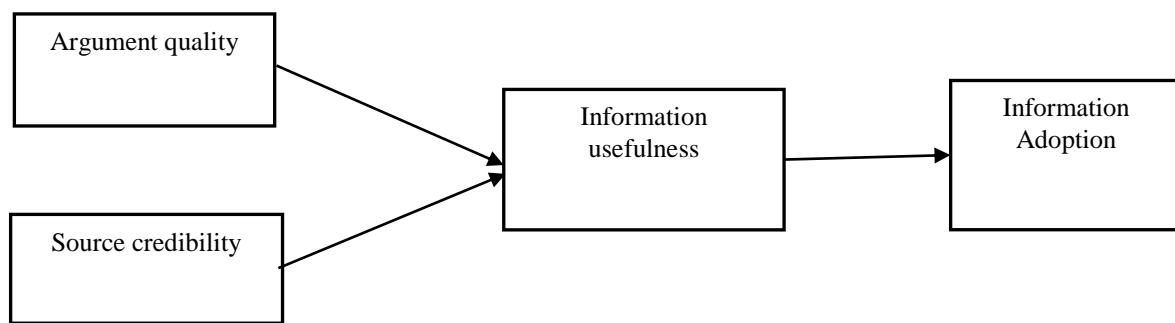 Argument quality
Source credibility
Information
usefulness
Information
Adoption